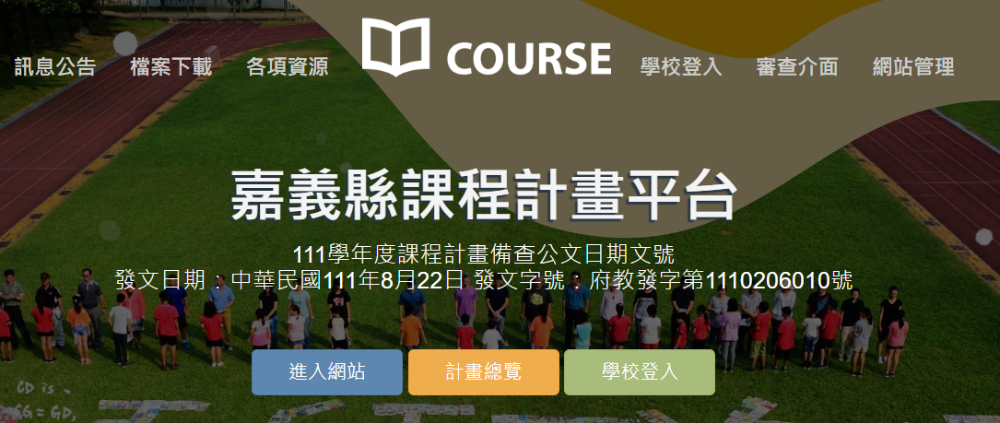 訊息公告 檔案下載 各項資源 COURSE 學校登入 審查介面 網站管理
嘉義縣課程計畫平台
111學年度課程計畫備查公文日期文號
發文日期：中華民國111年8月22日 發文字號：府教發字第1110206010號
進入網站 計畫總覽 學校登入
CD is
GG = GD,